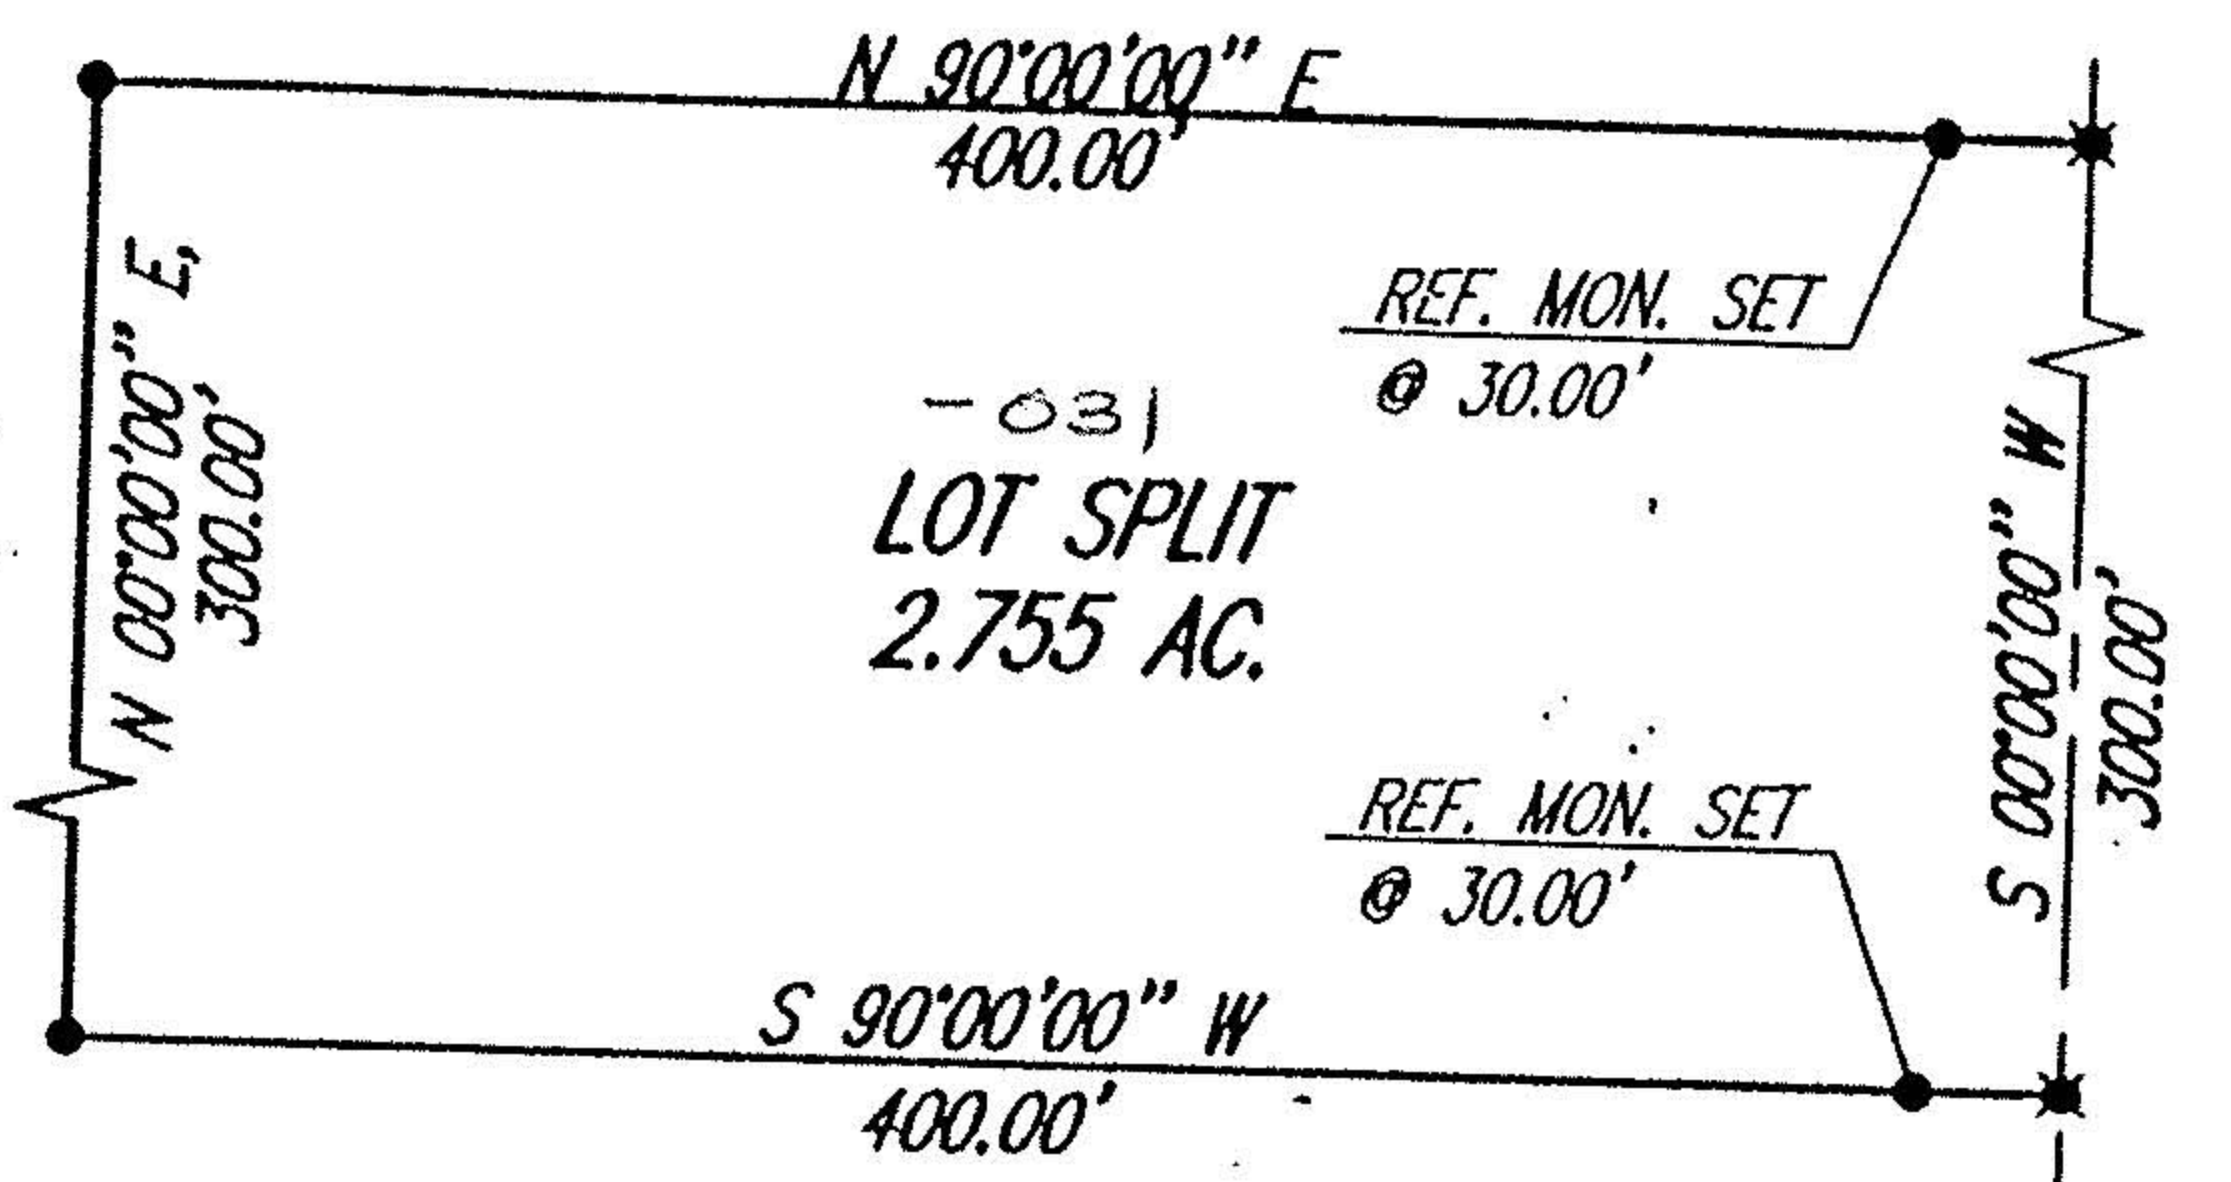 N 90°00'00" E
400.00'
N 00°00'00" E,
300.00'
REF. MON. SET
@ 30.00'
-031
LOT SPLIT
2.755 AC.
S 00°00'00" W
300.00'
REF. MON. SET
@ 30.00'
S 90°00'00" W
400.00'